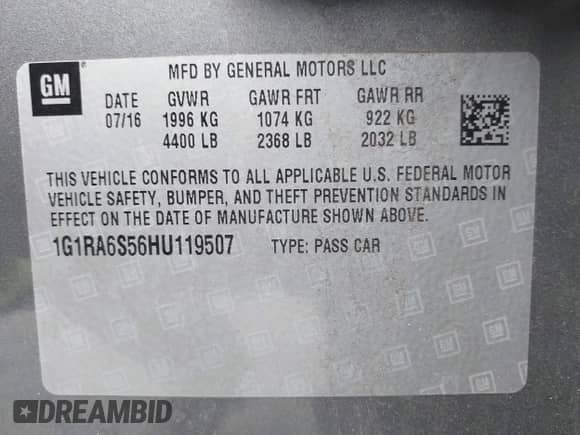 GM ® MFD BY GENERAL MOTORS LLC
DATE GVWR GAWR FRT GAWR RR
07/16 1996 KG 1074 KG 922 KG
4400 LB 2368 LB 2032 LB
THIS VEHICLE CONFORMS TO ALL APPLICABLE U.S. FEDERAL MOTOR
VEHICLE SAFETY, BUMPER, AND THEFT PREVENTION STANDARDS IN
EFFECT ON THE DATE OF MANUFACTURE SHOWN ABOVE.
1G1RA6S56HU119507 TYPE: PASS CAR
DREAMBID